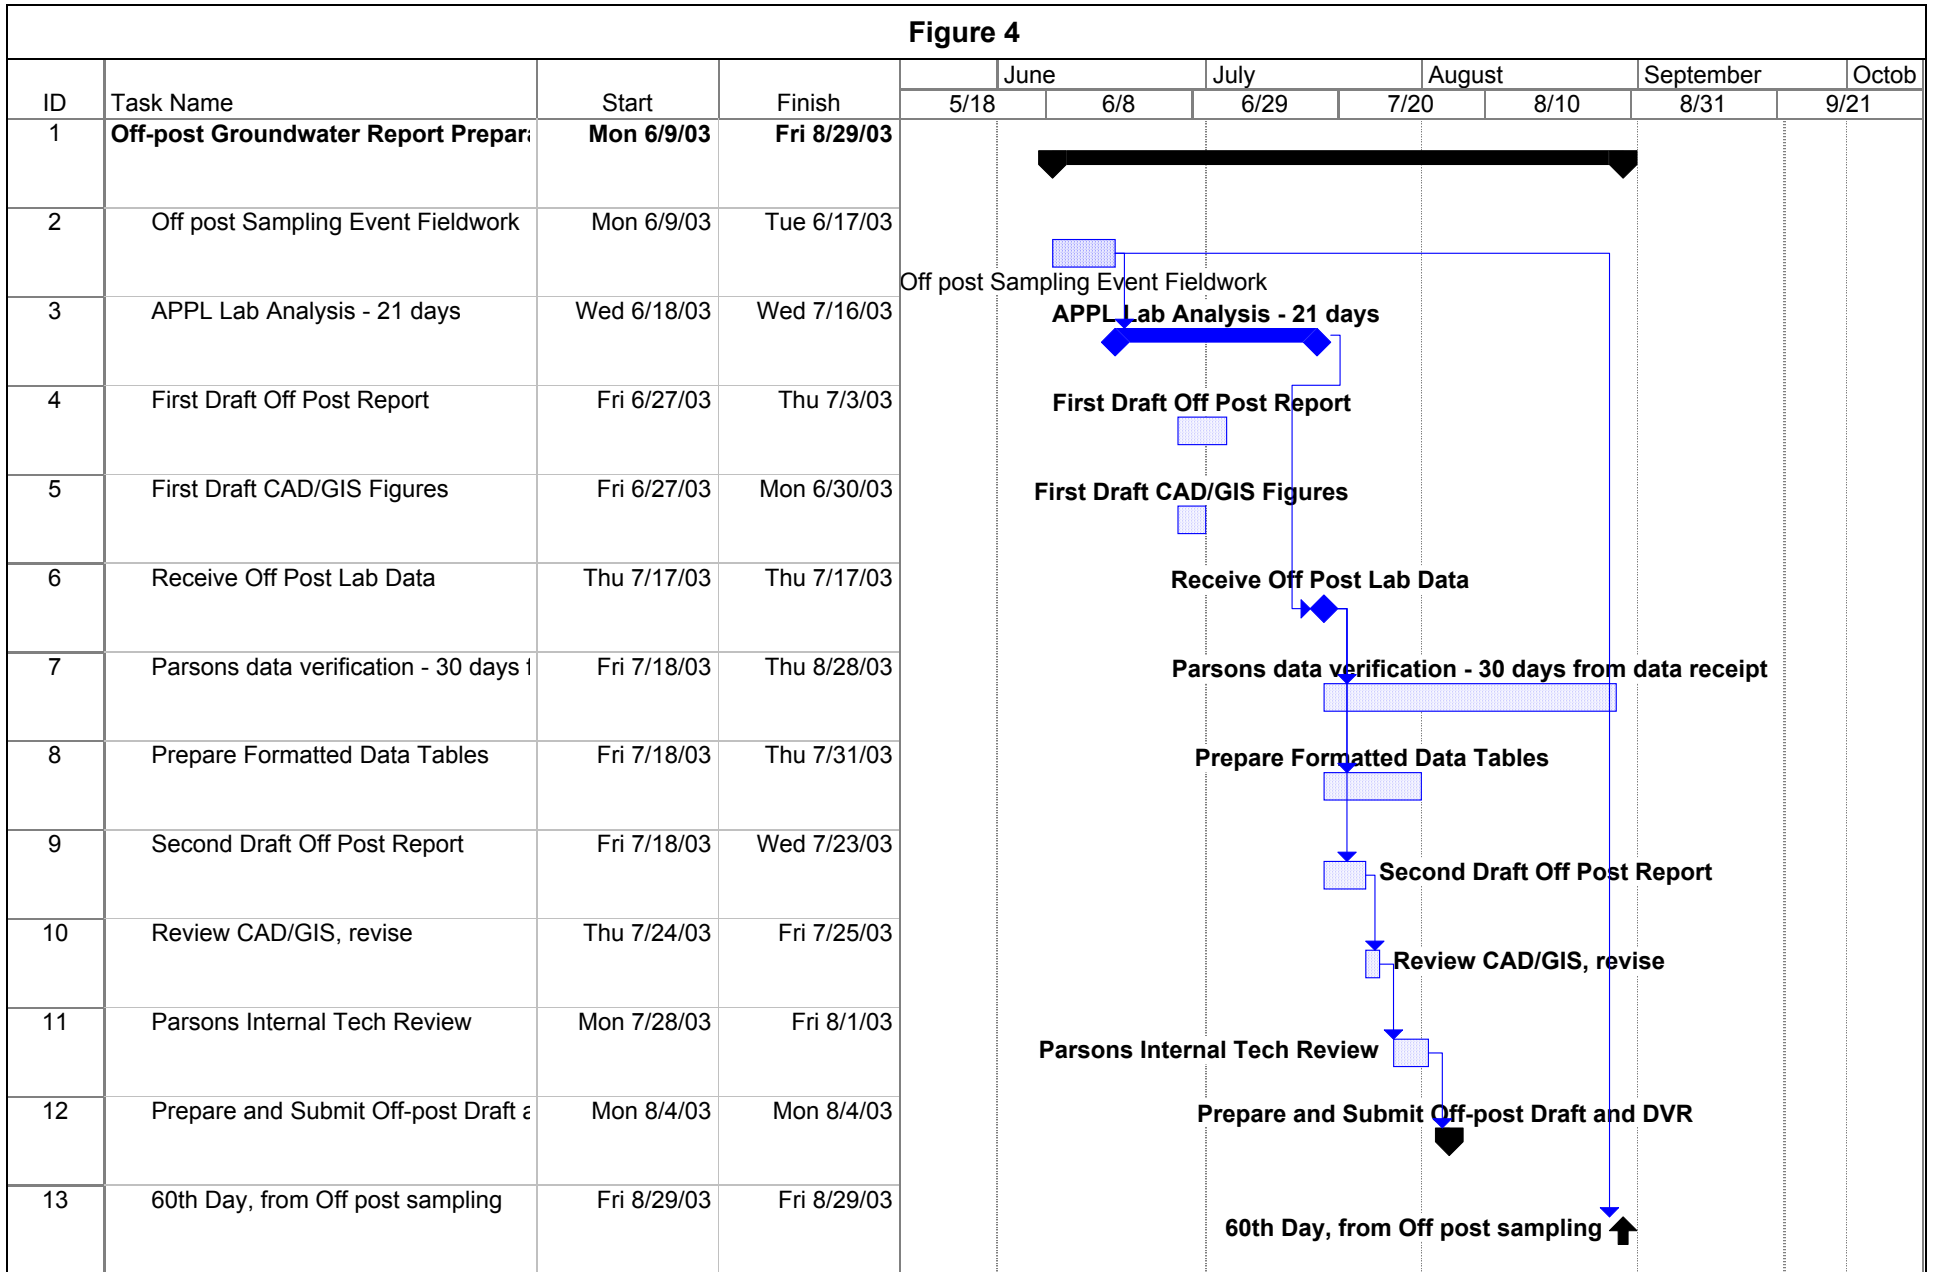 Figure 4
June July August September Octob
ID Task Name Start Finish 5/18 6/8 6/29 7/20 8/10 8/31 9/21
1 Off-post Groundwater Report Prepar Mon 6/9/03 Fri 8/29/03
2 Off post Sampling Event Fieldwork Mon 6/9/03 Tue 6/17/03
Off post Sampling Event Fieldwork
3 APPL Lab Analysis - 21 days Wed 6/18/03 Wed 7/16/03 APPL Lab Analysis - 21 days
4 First Draft Off Post Report Fri 6/27/03 Thu 7/3/03 First Draft Off Post Report
5 First Draft CAD/GIS Figures Fri 6/27/03 Mon 6/30/03 First Draft CAD/GIS Figures
6 Receive Off Post Lab Data Thu 7/17/03 Thu 7/17/03 Receive Off Post Lab Data
7 Parsons data verification - 30 days f Fri 7/18/03 Thu 8/28/03 Parsons data verification - 30 days from data receipt
8 Prepare Formatted Data Tables Fri 7/18/03 Thu 7/31/03 Prepare Formatted Data Tables
9 Second Draft Off Post Report Fri 7/18/03 Wed 7/23/03 Second Draft Off Post Report
10 Review CAD/GIS, revise Thu 7/24/03 Fri 7/25/03 Review CAD/GIS, revise
11 Parsons Internal Tech Review Mon 7/28/03 Fri 8/1/03 Parsons Internal Tech Review
12 Prepare and Submit Off-post Draft a Mon 8/4/03 Mon 8/4/03 Prepare and Submit Off-post Draft and DVR
13 60th Day, from Off post sampling Fri 8/29/03 Fri 8/29/03 60th Day, from Off post sampling